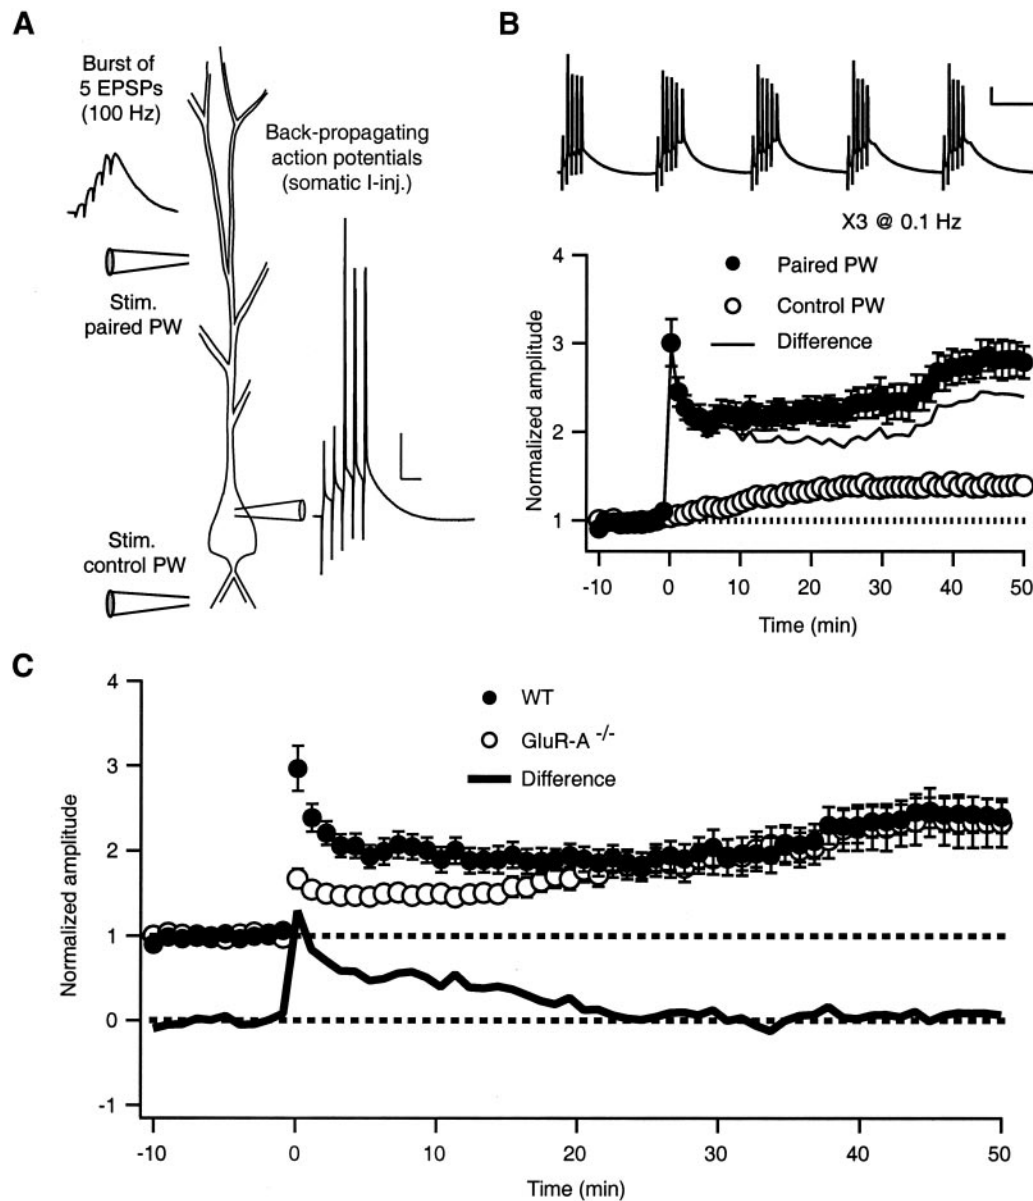 A
Burst of
5 EPSPs
(100 Hz)
Back-propagating
action potentials
(somatic I-inj.)
Stim.
paired PW
Stim.
control PW
B
X3 @ 0.1 Hz
Paired PW
Control PW
Difference
Normalized amplitude
4
3
2
1
-10 0 10 20 30 40 50
Time (min)
C
WT
GluR-A -/-
Difference
Normalized amplitude
4
3
2
1
0
-1
-10 0 10 20 30 40 50
Time (min)